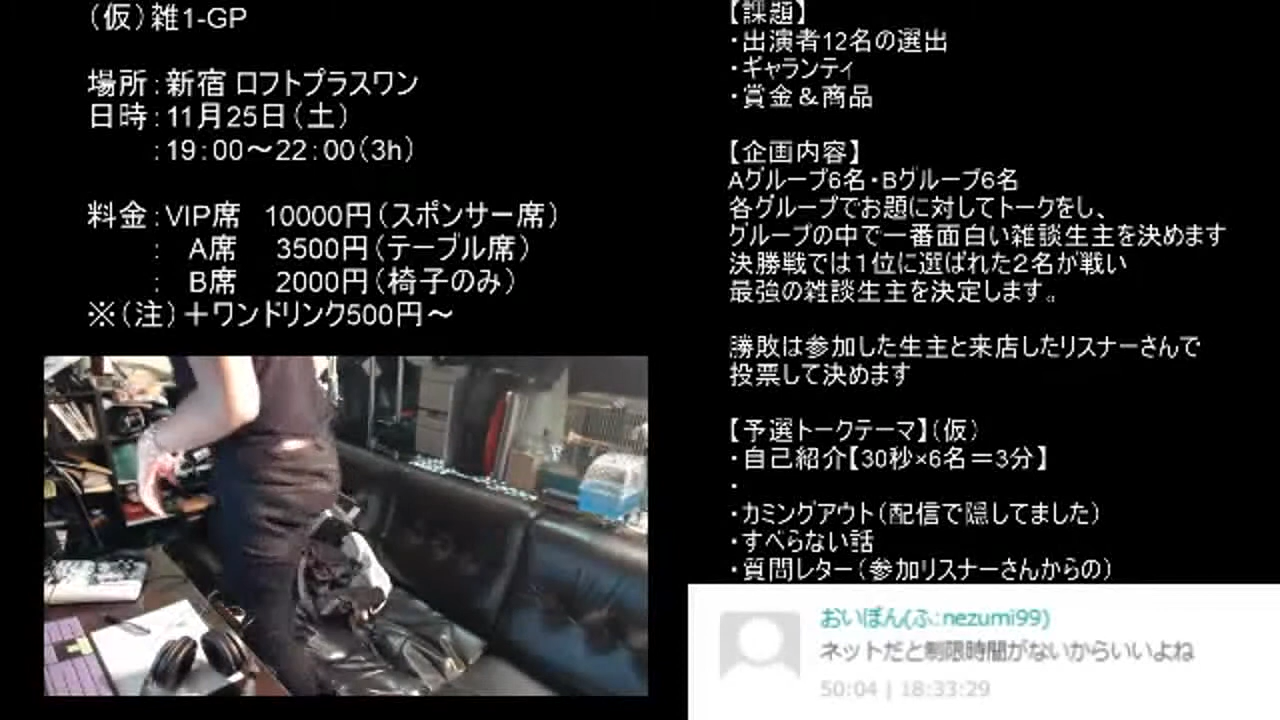 （仮）雑1-GP
場所：新宿 ロフトプラスワン
日時：11月25日（土）
：19：00〜22：00（3h）
料金：VIP席 10000円（スポンサー席）
： A席 3500円（テーブル席）
： B席 2000円（椅子のみ）
※（注）＋ワンドリンク500円〜
【課題】
・出演者12名の選出
・ギャランティ
・賞金＆商品
【企画内容】
Aグループ6名・Bグループ6名
各グループでお題に対してトークをし、
グループの中で一番面白い雑談生主を決めます
決勝戦では１位に選ばれた２名が戦い
最強の雑談生主を決定します。
勝敗は参加した生主と来店したリスナーさんで
投票して決めます
【予選トークテーマ】（仮）
・自己紹介【30秒×6名＝3分】
・
・カミングアウト（配信で隠してました）
・すべらない話
・質問レター（参加リスナーさんからの）
おいぽん(ふ:nezumi99)
ネットだと制限時間がないからいいよね
50:04 | 18:33:29